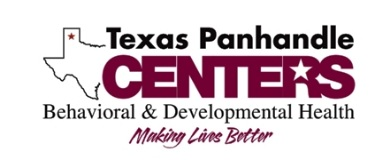 Texas Panhandle
CENTERS
Behavioral & Developmental Health
Making Lives Better